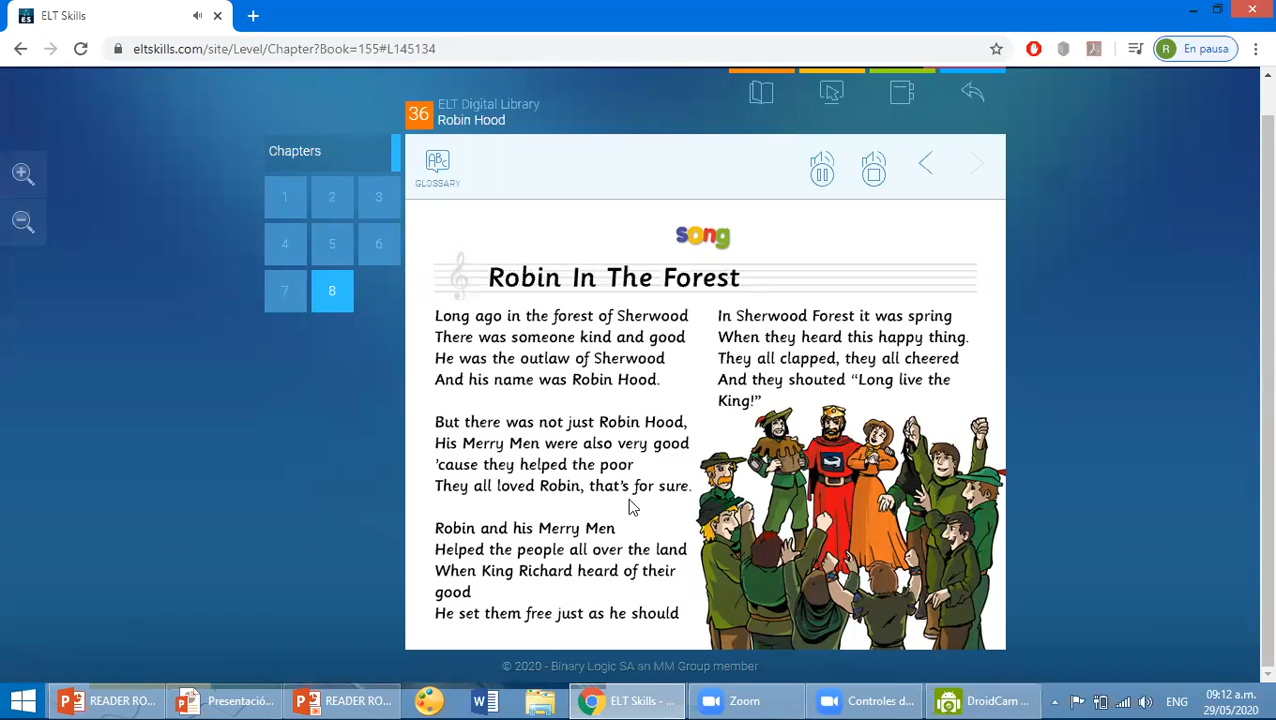 ELT Skills
eltskills.com/site/Level/Chapter?Book=155#L145134
R
En pausa
36
ELT Digital Library
Robin Hood
Chapters
1 2 3
4 5 6
7 8
ABC
GLOSSARY
song
Robin In The Forest
Long ago in the forest of Sherwood
There was someone kind and good
He was the outlaw of Sherwood
And his name was Robin Hood.
But there was not just Robin Hood,
His Merry Men were also very good
’cause they helped the poor
They all loved Robin, that’s for sure.
Robin and his Merry Men
Helped the people all over the land
When King Richard heard of their
good
He set them free just as he should
In Sherwood Forest it was spring
When they heard this happy thing.
They all clapped, they all cheered
And they shouted “Long live the
King!”
© 2020 - Binary Logic SA an MM Group member
READER RO...
Presentació...
READER RO...
ELT Skills - ...
Zoom
Controles d...
DroidCam ...
ENG
09:12 a.m.
29/05/2020